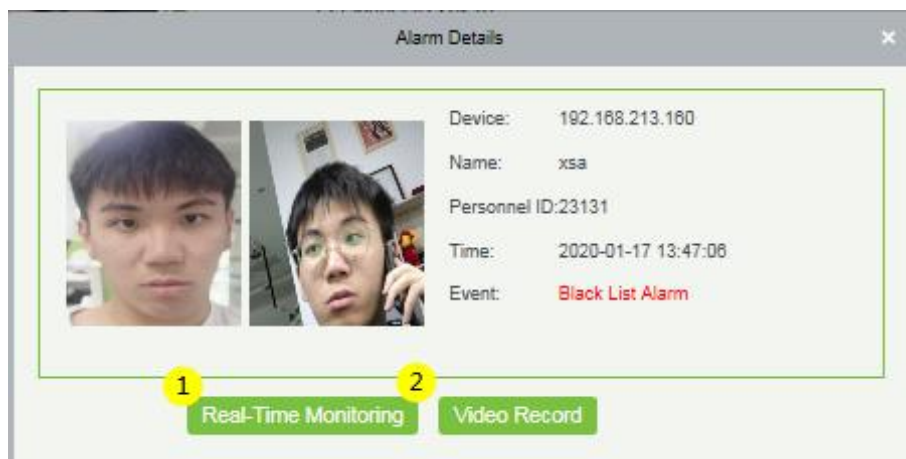 Alarm Details
×
Device: 192.168.213.160
Name: xsa
Personnel ID:23131
Time: 2020-01-17 13:47:06
Event: Black List Alarm
1
2
Real-Time Monitoring
Video Record